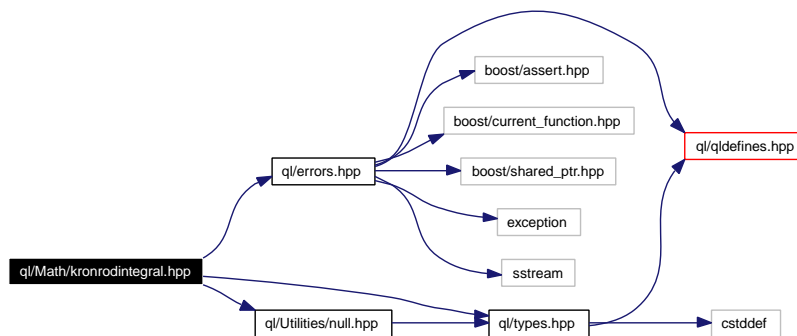 boost/assert.hpp
boost/current_function.hpp
ql/qldefines.hpp
ql/errors.hpp
boost/shared_ptr.hpp
exception
ql/Math/kronrodintegral.hpp
sstream
ql/Utilities/null.hpp
ql/types.hpp
cstddef